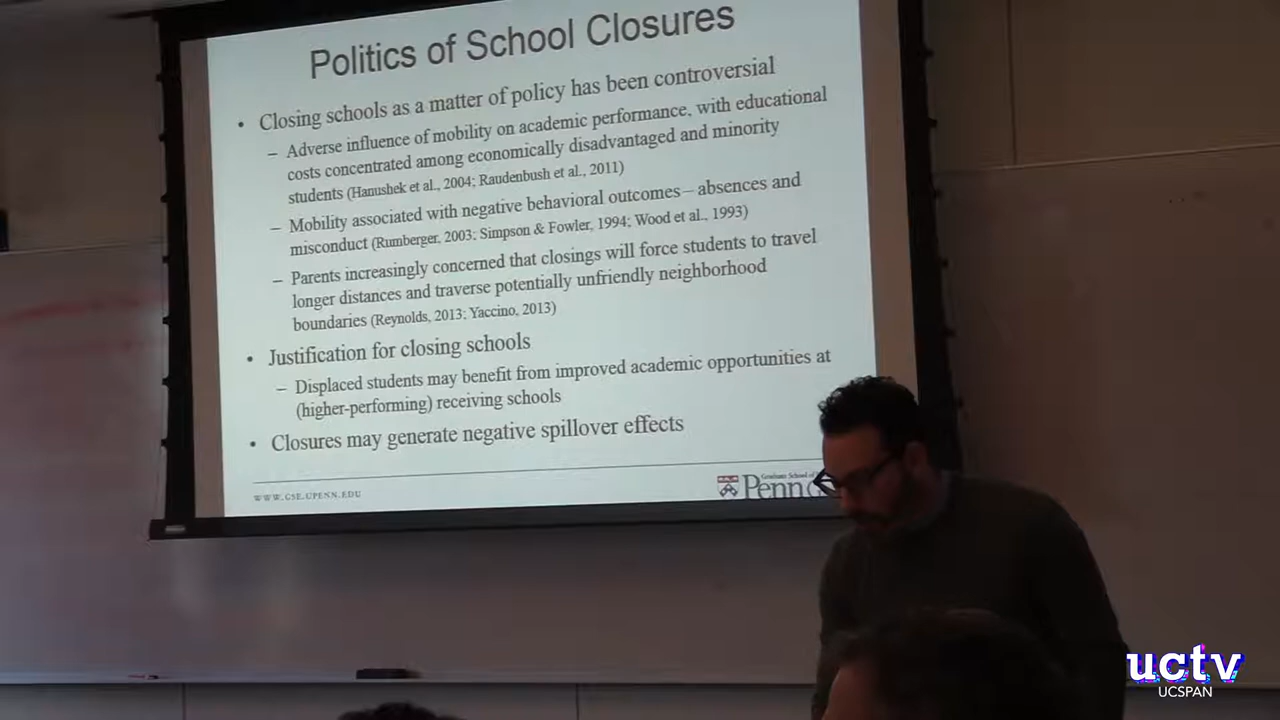 Politics of School Closures
• Closing schools as a matter of policy has been controversial
– Adverse influence of mobility on academic performance, with educational
costs concentrated among economically disadvantaged and minority
students (Hanushek et al., 2004; Raudenbush et al., 2011)
– Mobility associated with negative behavioral outcomes—absences and
misconduct (Rumberger, 2003; Simpson & Fowler, 1994; Wood et al., 1993)
– Parents increasingly concerned that closings will force students to travel
longer distances and traverse potentially unfriendly neighborhood
boundaries (Reynolds, 2013; Yaccino, 2013)
• Justification for closing schools
– Displaced students may benefit from improved academic opportunities at
(higher-performing) receiving schools
• Closures may generate negative spillover effects
WWW.GSE.UPENN.EDU
Graduate School of
Penn
uctv
UCSPAN